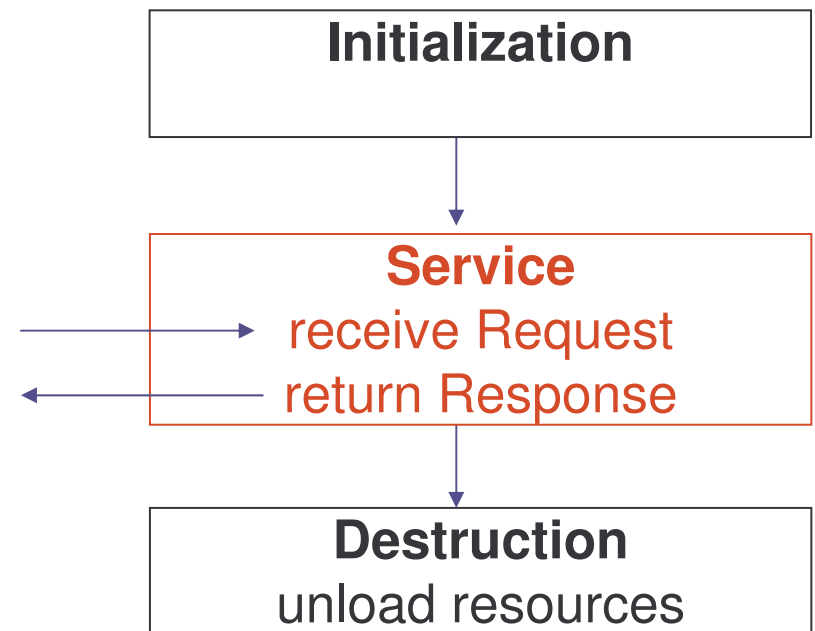 Initialization
Service
receive Request
return Response
Destruction
unload resources